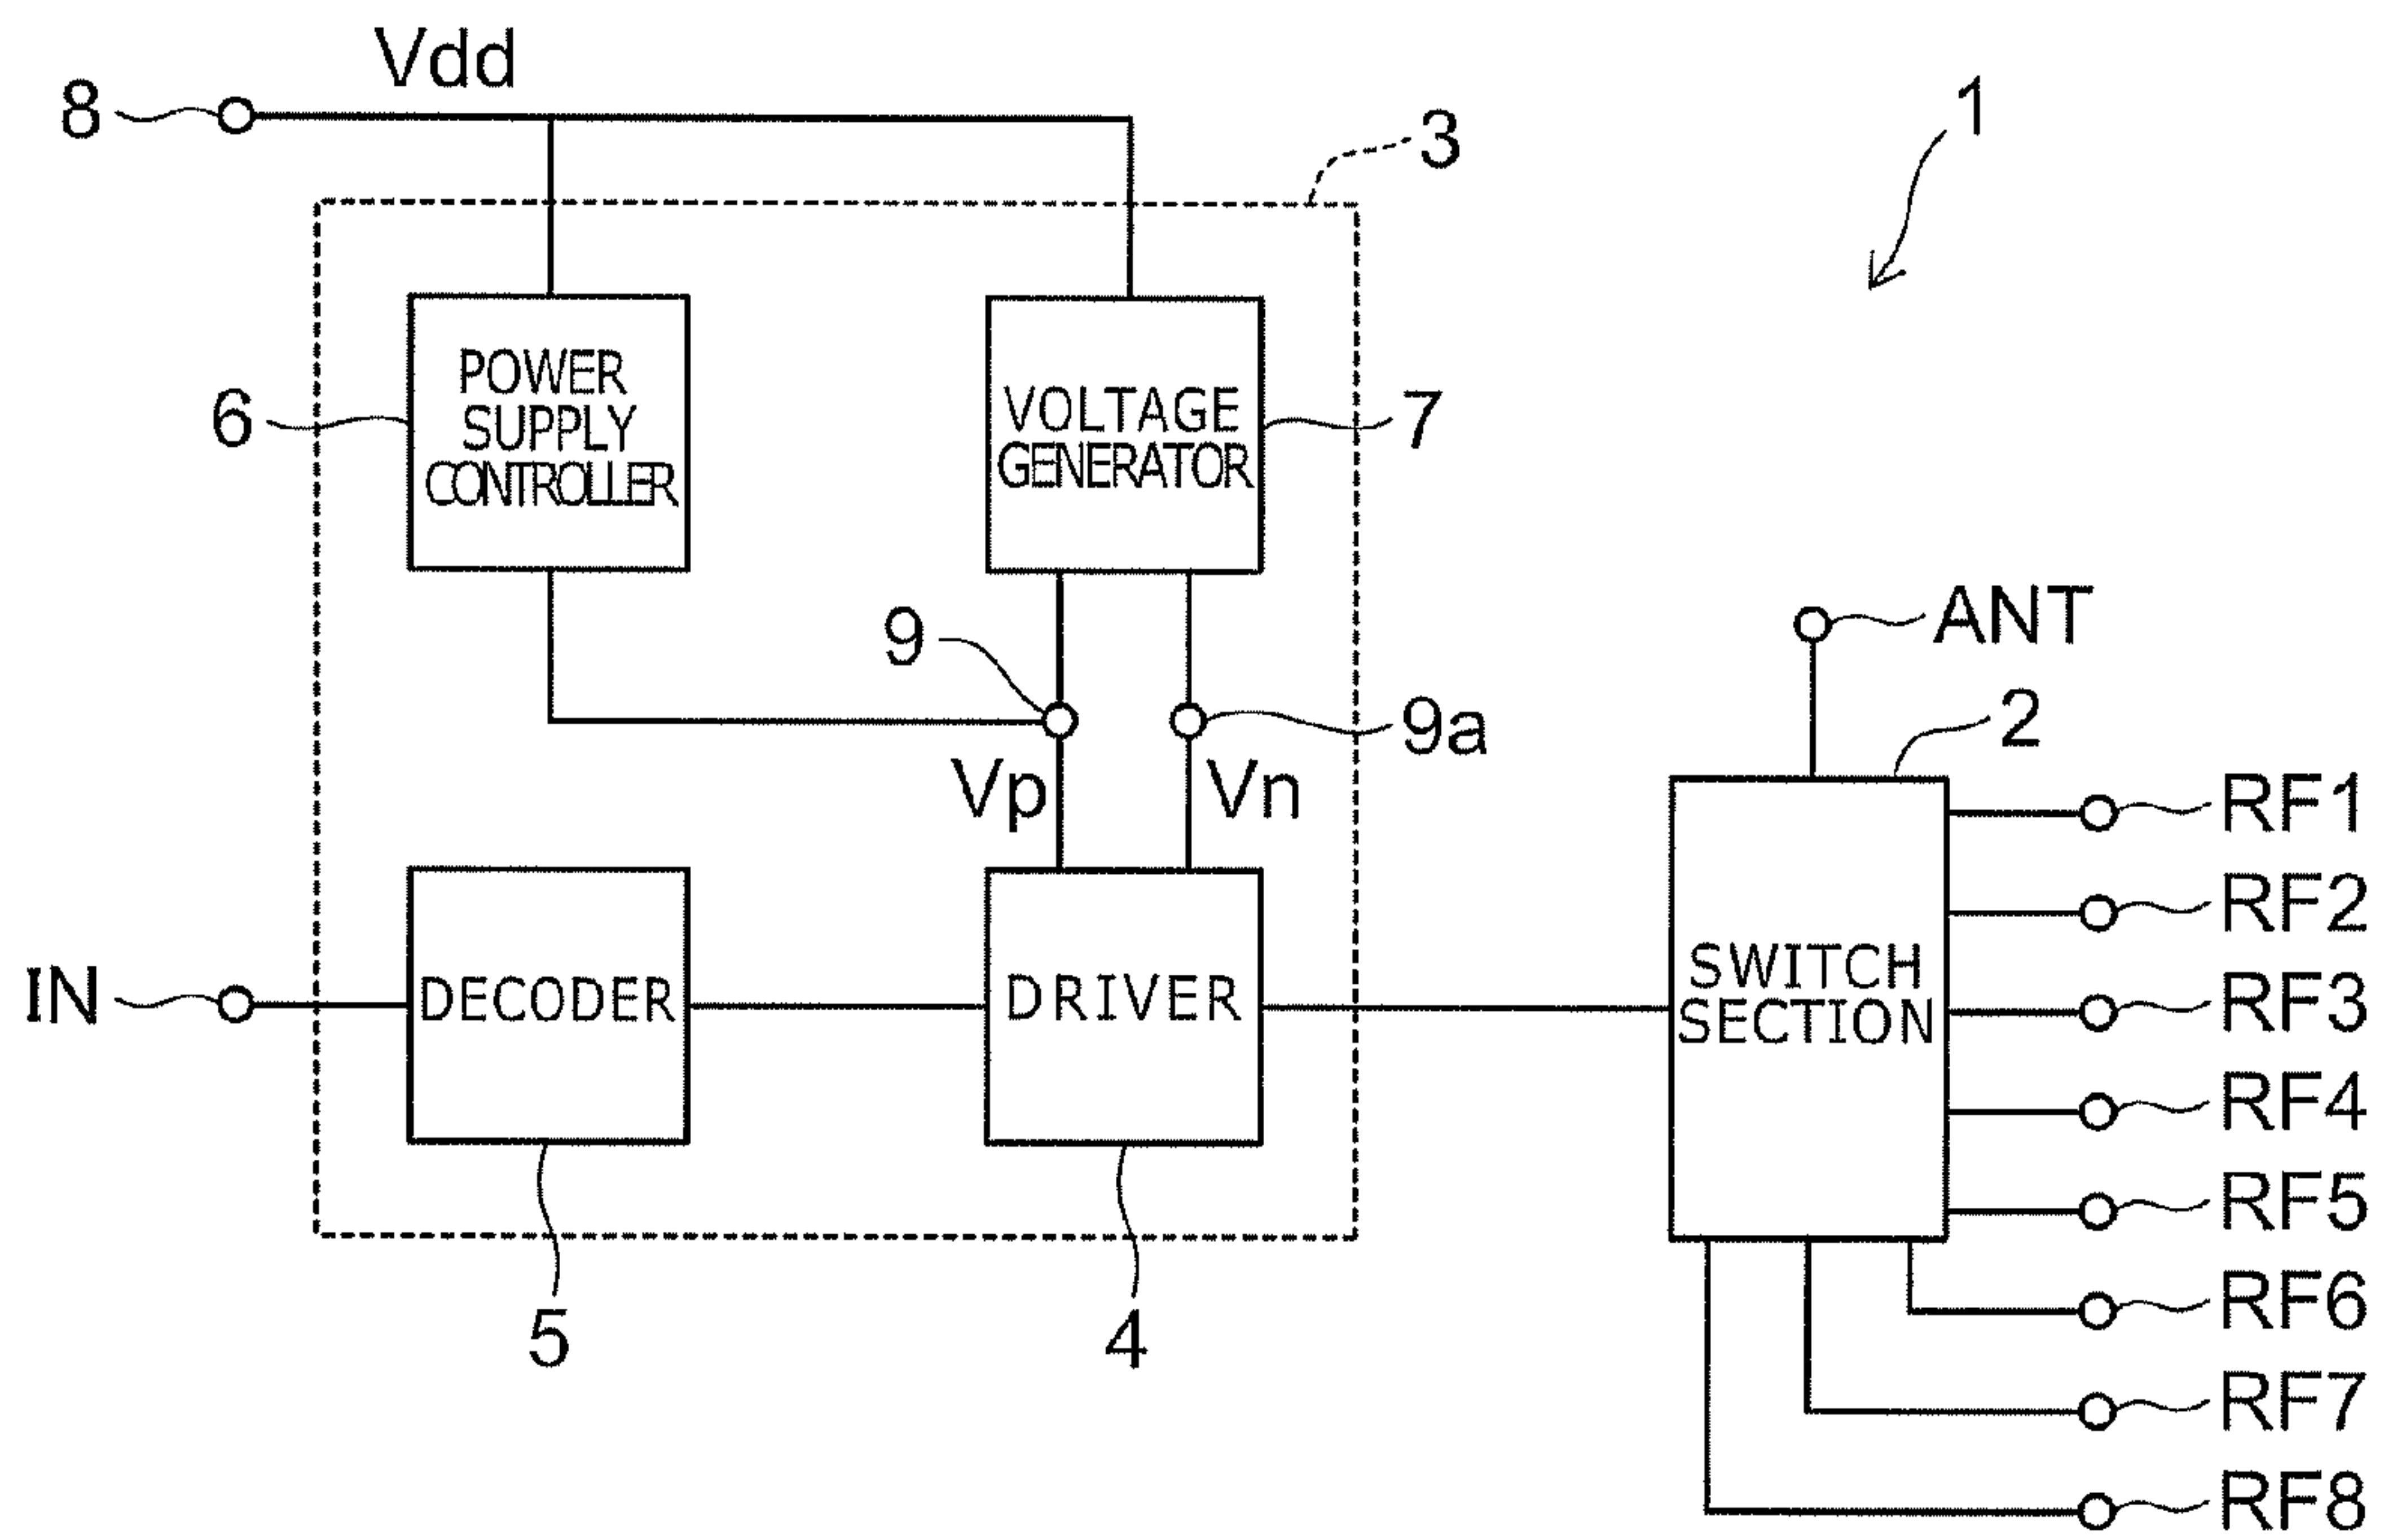 Vdd
8
1
3
POWER
SUPPLY
CONTROLLER
6
VOLTAGE
GENERATOR
7
9
9a
ANT
2
Vp
Vn
RF1
RF2
IN
DECODER
DRIVER
SWITCH
SECTION
RF3
RF4
RF5
5
4
RF6
RF7
RF8